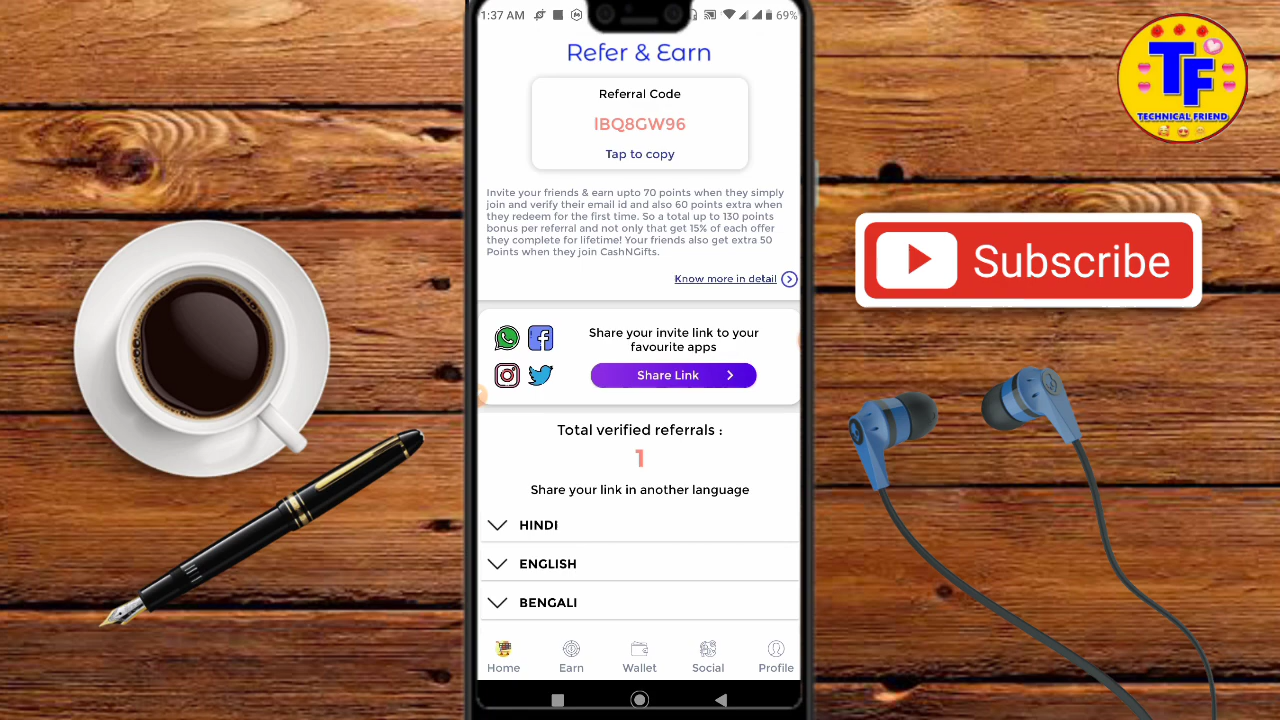 1:37 AM
69%
Refer & Earn
Referral Code
IBQ8GW96
Tap to copy
Invite your friends & earn upto 70 points when they simply
join and verify their email id and also 60 points extra when
they redeem for the first time. So a total up to 130 points
bonus per referral and not only that get 15% of each offer
they complete for lifetime! Your friends also get extra 50
Points when they join CashNGifts.
Know more in detail
Share your invite link to your
favourite apps
Share Link
Total verified referrals :
1
Share your link in another language
HINDI
ENGLISH
BENGALI
Home
Earn
Wallet
Social
Profile
TF
TECHNICAL FRIEND
Subscribe